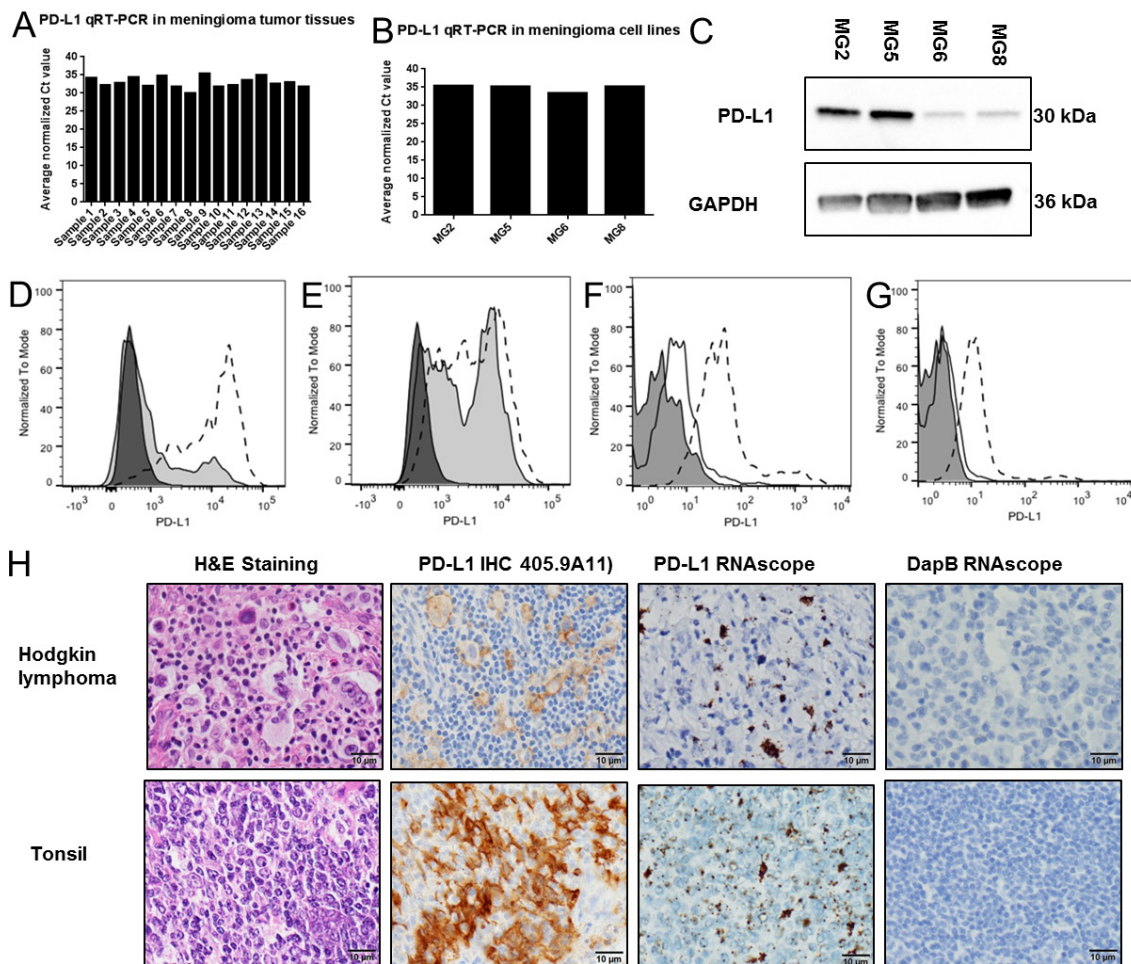 A PD-L1 qRT-PCR in meningioma tumor tissues
Average normalized Ct value
45
40
35
30
25
20
15
10
5
0
Sample 1
Sample 2
Sample 3
Sample 4
Sample 5
Sample 6
Sample 7
Sample 8
Sample 9
Sample 10
Sample 11
Sample 12
Sample 13
Sample 14
Sample 15
Sample 16
B PD-L1 qRT-PCR in meningioma cell lines
Average normalized Ct value
45
40
35
30
25
20
15
10
5
0
MG2 MG5 MG6 MG8
C
MG2 MG5 MG6 MG8
PD-L1 30 kDa
GAPDH 36 kDa
D
Normalized To Mode
100
80
60
40
20
0
-10³ 0 10³ 10⁴ 10⁵
PD-L1
E
Normalized To Mode
100
80
60
40
20
0
-10³ 0 10³ 10⁴ 10⁵
PD-L1
F
Normalized To Mode
100
80
60
40
20
0
10⁰ 10¹ 10² 10³ 10⁴
PD-L1
G
Normalized To Mode
100
80
60
40
20
0
10⁰ 10¹ 10² 10³ 10⁴
PD-L1
H
H&E Staining PD-L1 IHC 405.9A11) PD-L1 RNAscope DapB RNAscope
Hodgkin
lymphoma
10 µm 10 µm 10 µm 10 µm
Tonsil
10 µm 10 µm 10 µm 10 µm